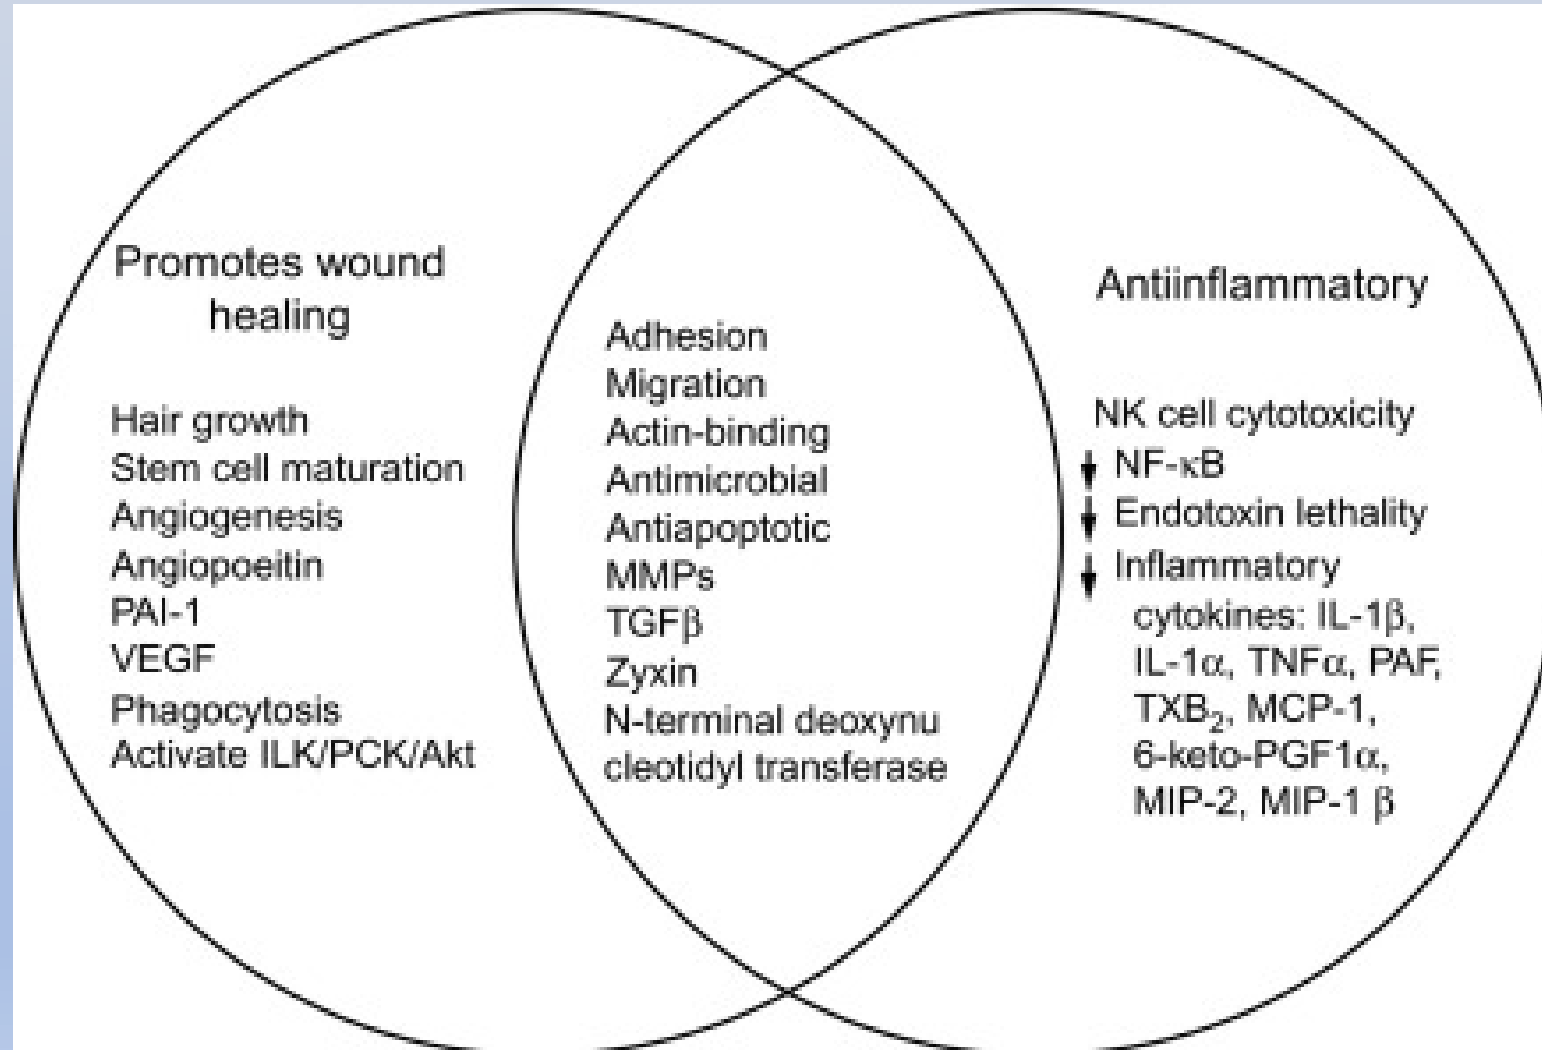 Promotes wound
healing
Hair growth
Stem cell maturation
Angiogenesis
Angiopoeitin
PAI-1
VEGF
Phagocytosis
Activate ILK/PCK/Akt
Adhesion
Migration
Actin-binding
Antimicrobial
Antiapoptotic
MMPs
TGFβ
Zyxin
N-terminal deoxynu
cleotidyl transferase
Antiinflammatory
NK cell cytotoxicity
↓ NF-κB
↓ Endotoxin lethality
↓ Inflammatory
cytokines: IL-1β,
IL-1α, TNFα, PAF,
TXB₂, MCP-1,
6-keto-PGF1α,
MIP-2, MIP-1 β